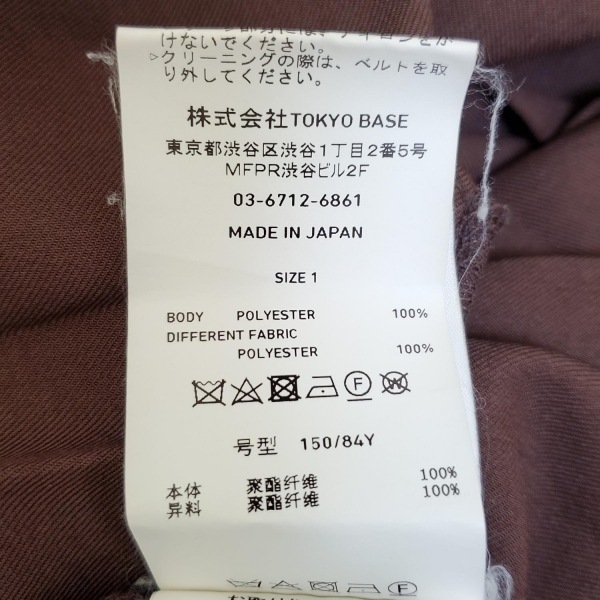 けないでください。
▷クリーニングの際は、ベルトを取
り外してください。
株式会社TOKYO BASE
東京都渋谷区渋谷1丁目2番5号
MFPR渋谷ビル2F
03-6712-6861
MADE IN JAPAN
SIZE 1
BODY POLYESTER 100%
DIFFERENT FABRIC
POLYESTER 100%
F W
号型 150/84Y
本体 聚酯纤维 100%
异料 聚酯纤维 100%
F